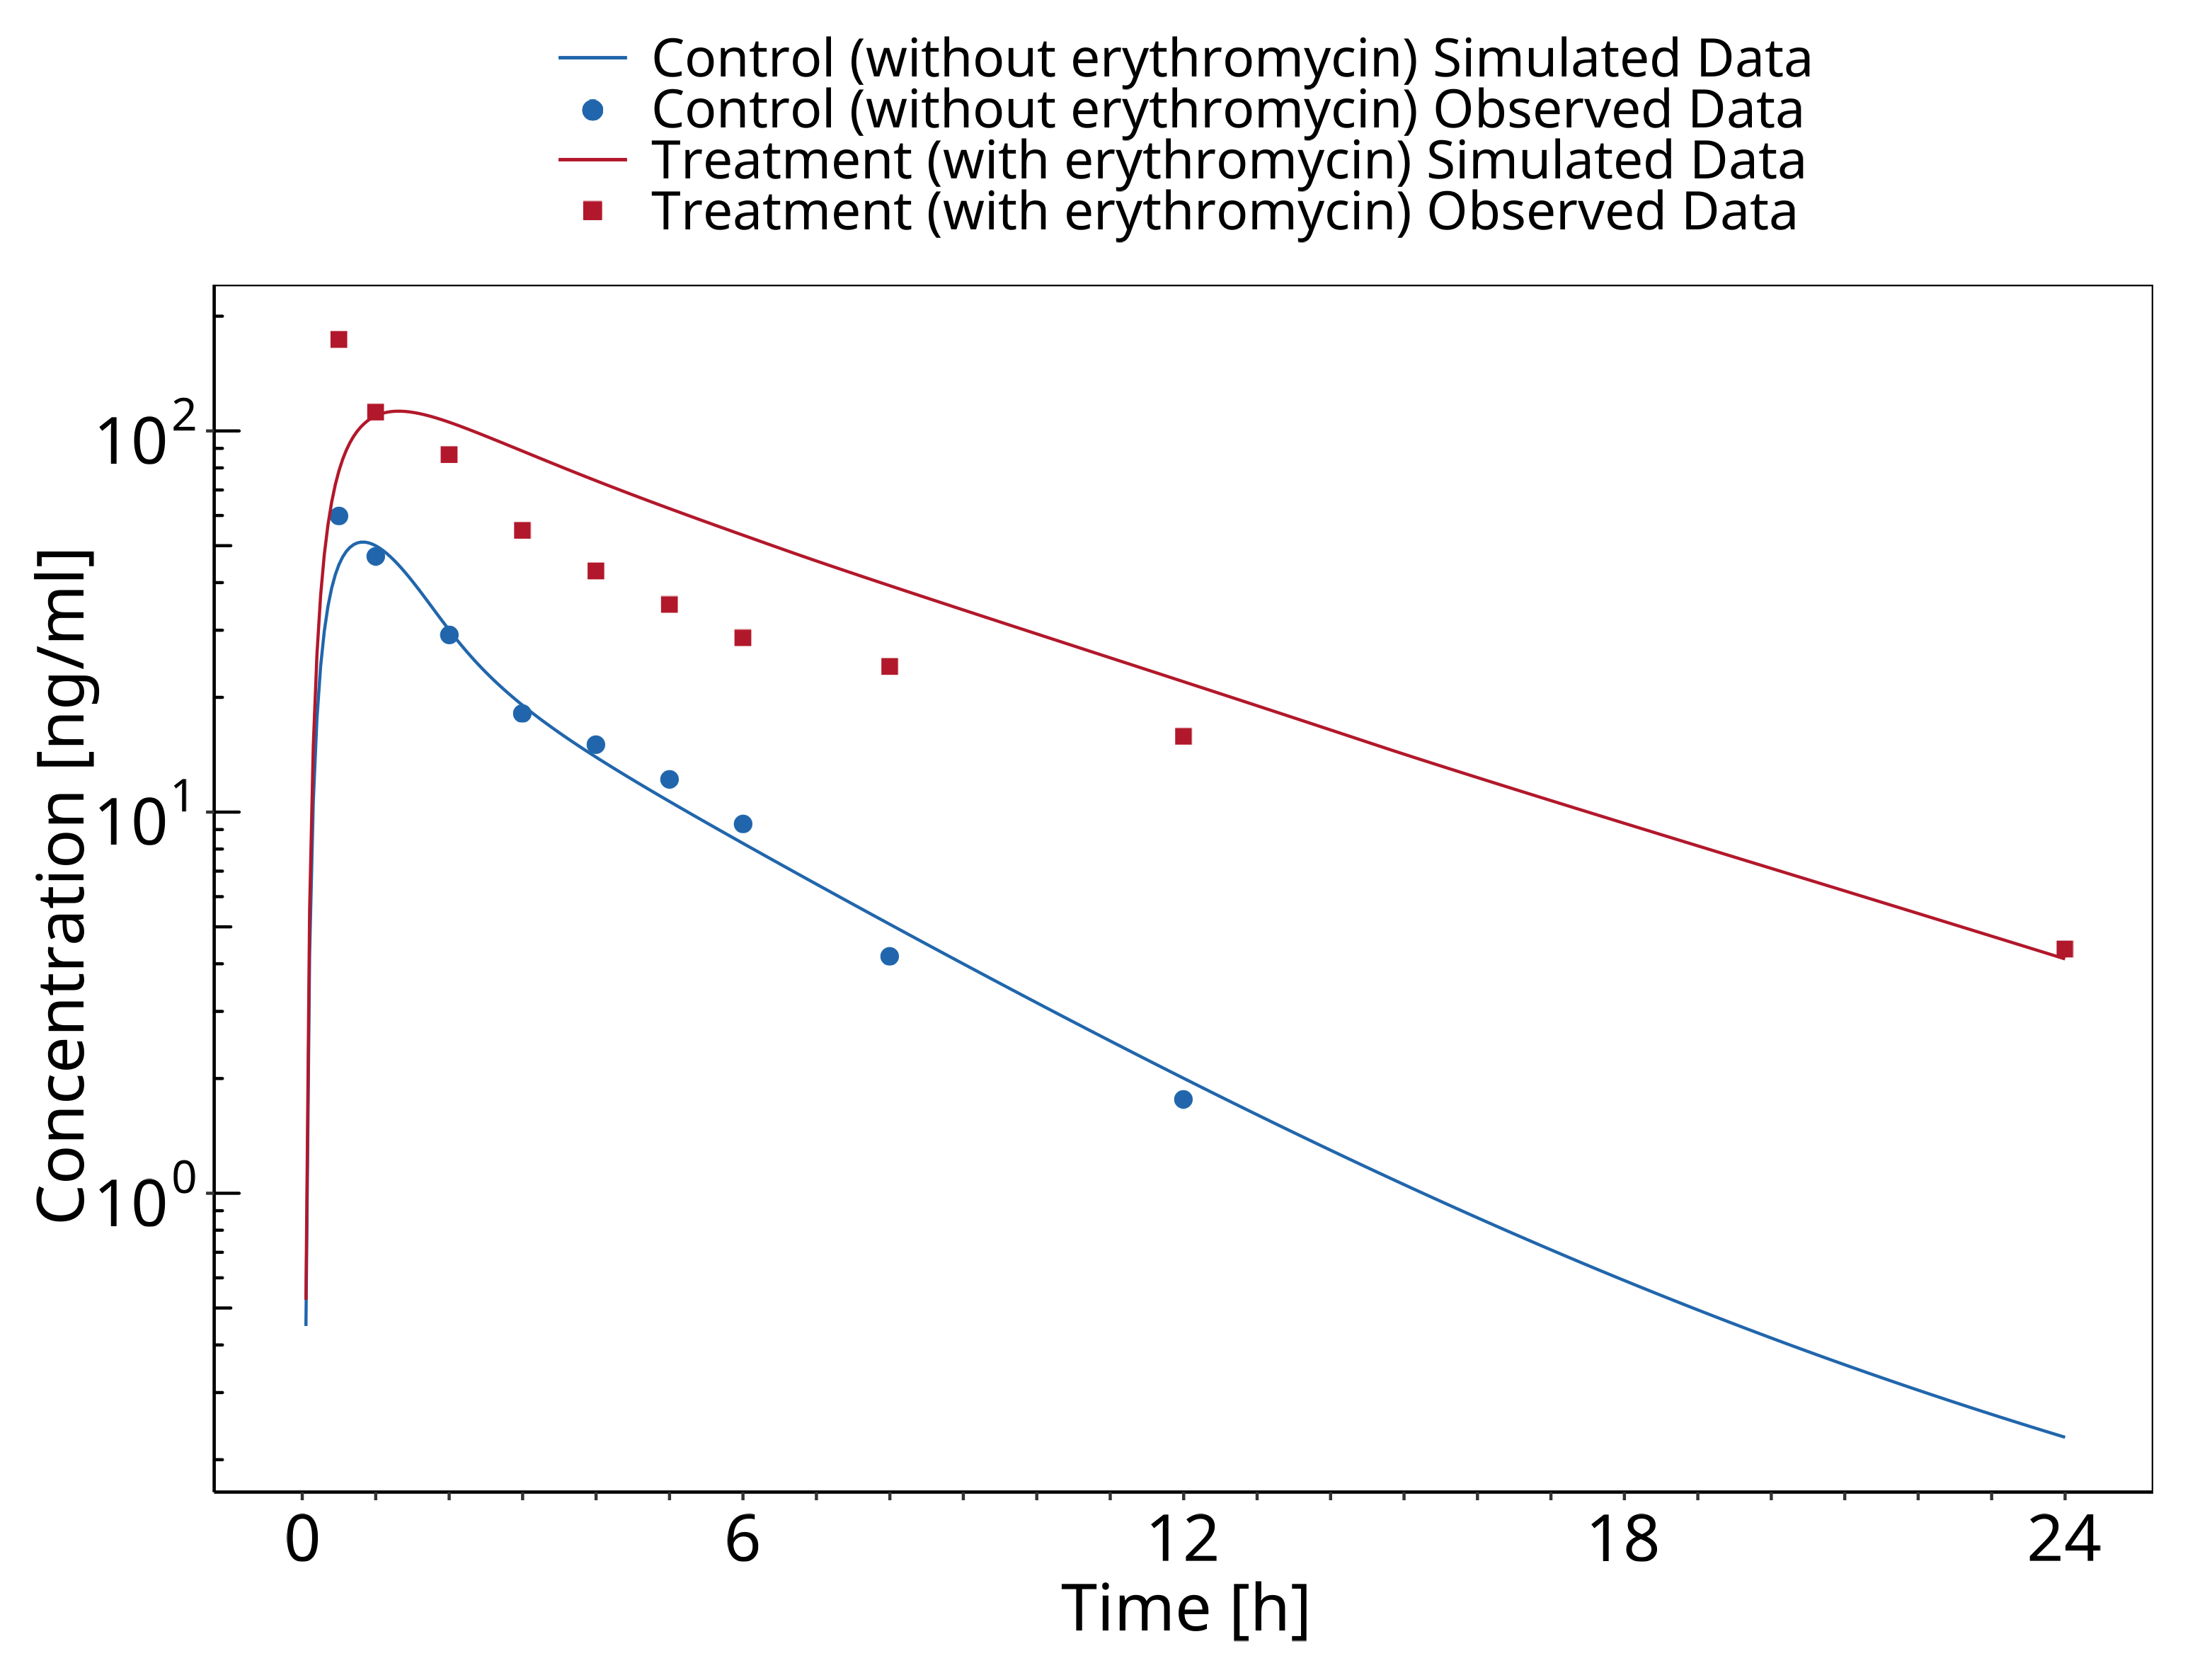 Control (without erythromycin) Simulated Data
Control (without erythromycin) Observed Data
Treatment (with erythromycin) Simulated Data
Treatment (with erythromycin) Observed Data
Concentration [ng/ml]
10²
10¹
10⁰
0 6 12 18 24
Time [h]